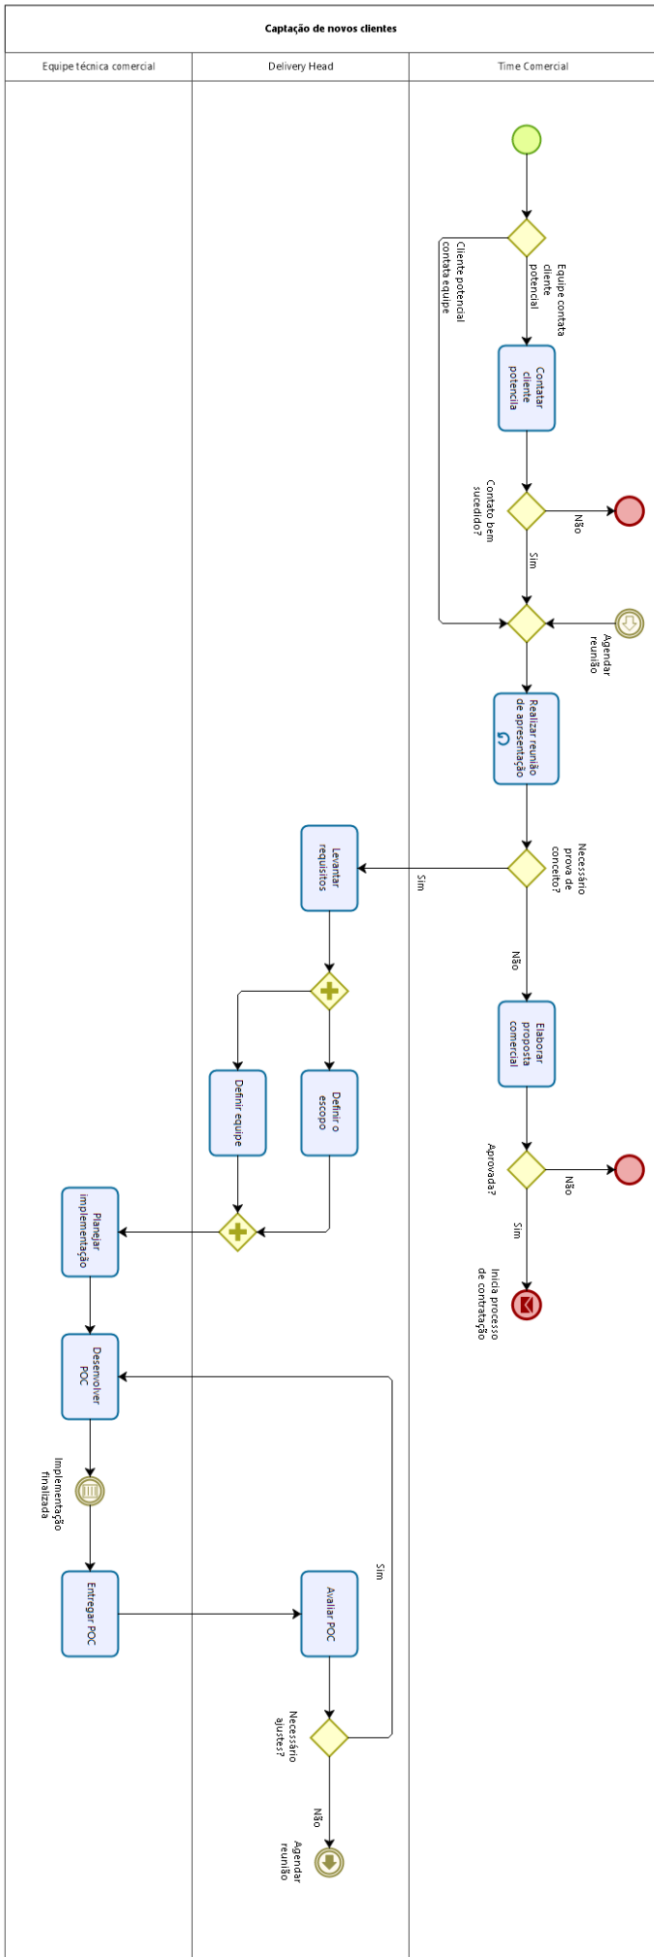 Captação de novos clientes
Equipe técnica comercial
Delivery Head
Time Comercial
Equipe contata
cliente
potencial
Cliente potencial
contata equipe
Contatar
cliente
potencila
Contato bem
sucedido?
Não
Sim
Agendar
reunião
Realizar reunião
de apresentação
Necessário
prova de
conceito?
Sim
Não
Levantar
requisitos
Elaborar
proposta
comercial
Definir o
escopo
Definir equipe
Aprovada?
Não
Sim
Inicia processo
de contratação
Planejar
implementação
Desenvolver
POC
Implementação
finalizada
Entregar POC
Avaliar POC
Sim
Necessário
ajustes?
Não
Agendar
reunião